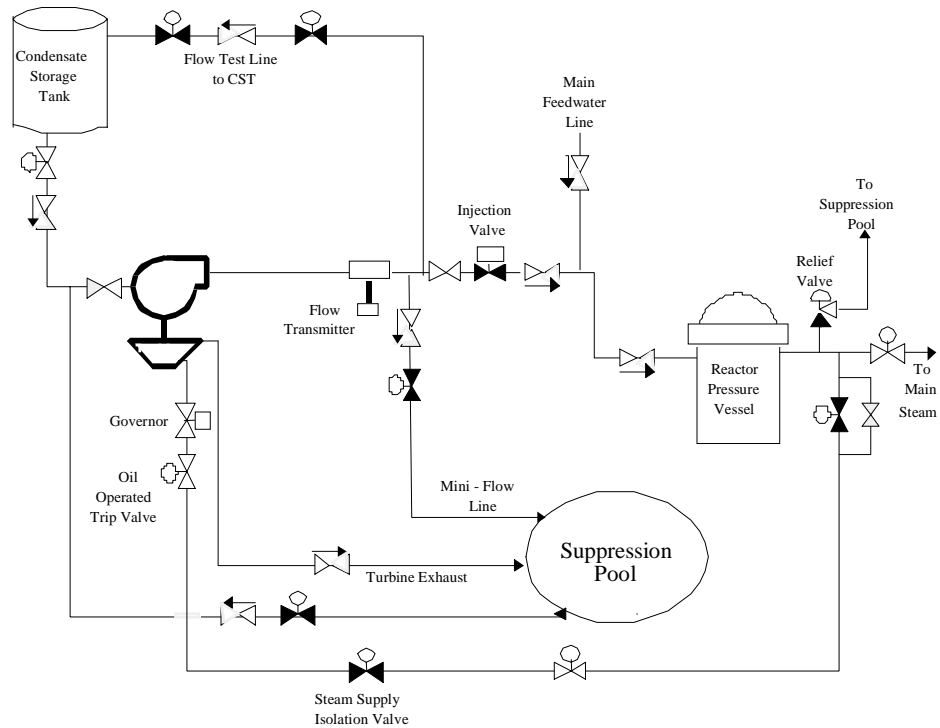 Condensate
Storage
Tank
Flow Test Line
to CST
Main
Feedwater
Line
To
Suppression
Pool
Injection
Valve
Relief
Valve
Flow
Transmitter
Reactor
Pressure
Vessel
To
Main
Steam
Governor
Oil
Operated
Trip Valve
Mini - Flow
Line
Suppression
Pool
Turbine Exhaust
Steam Supply
Isolation Valve